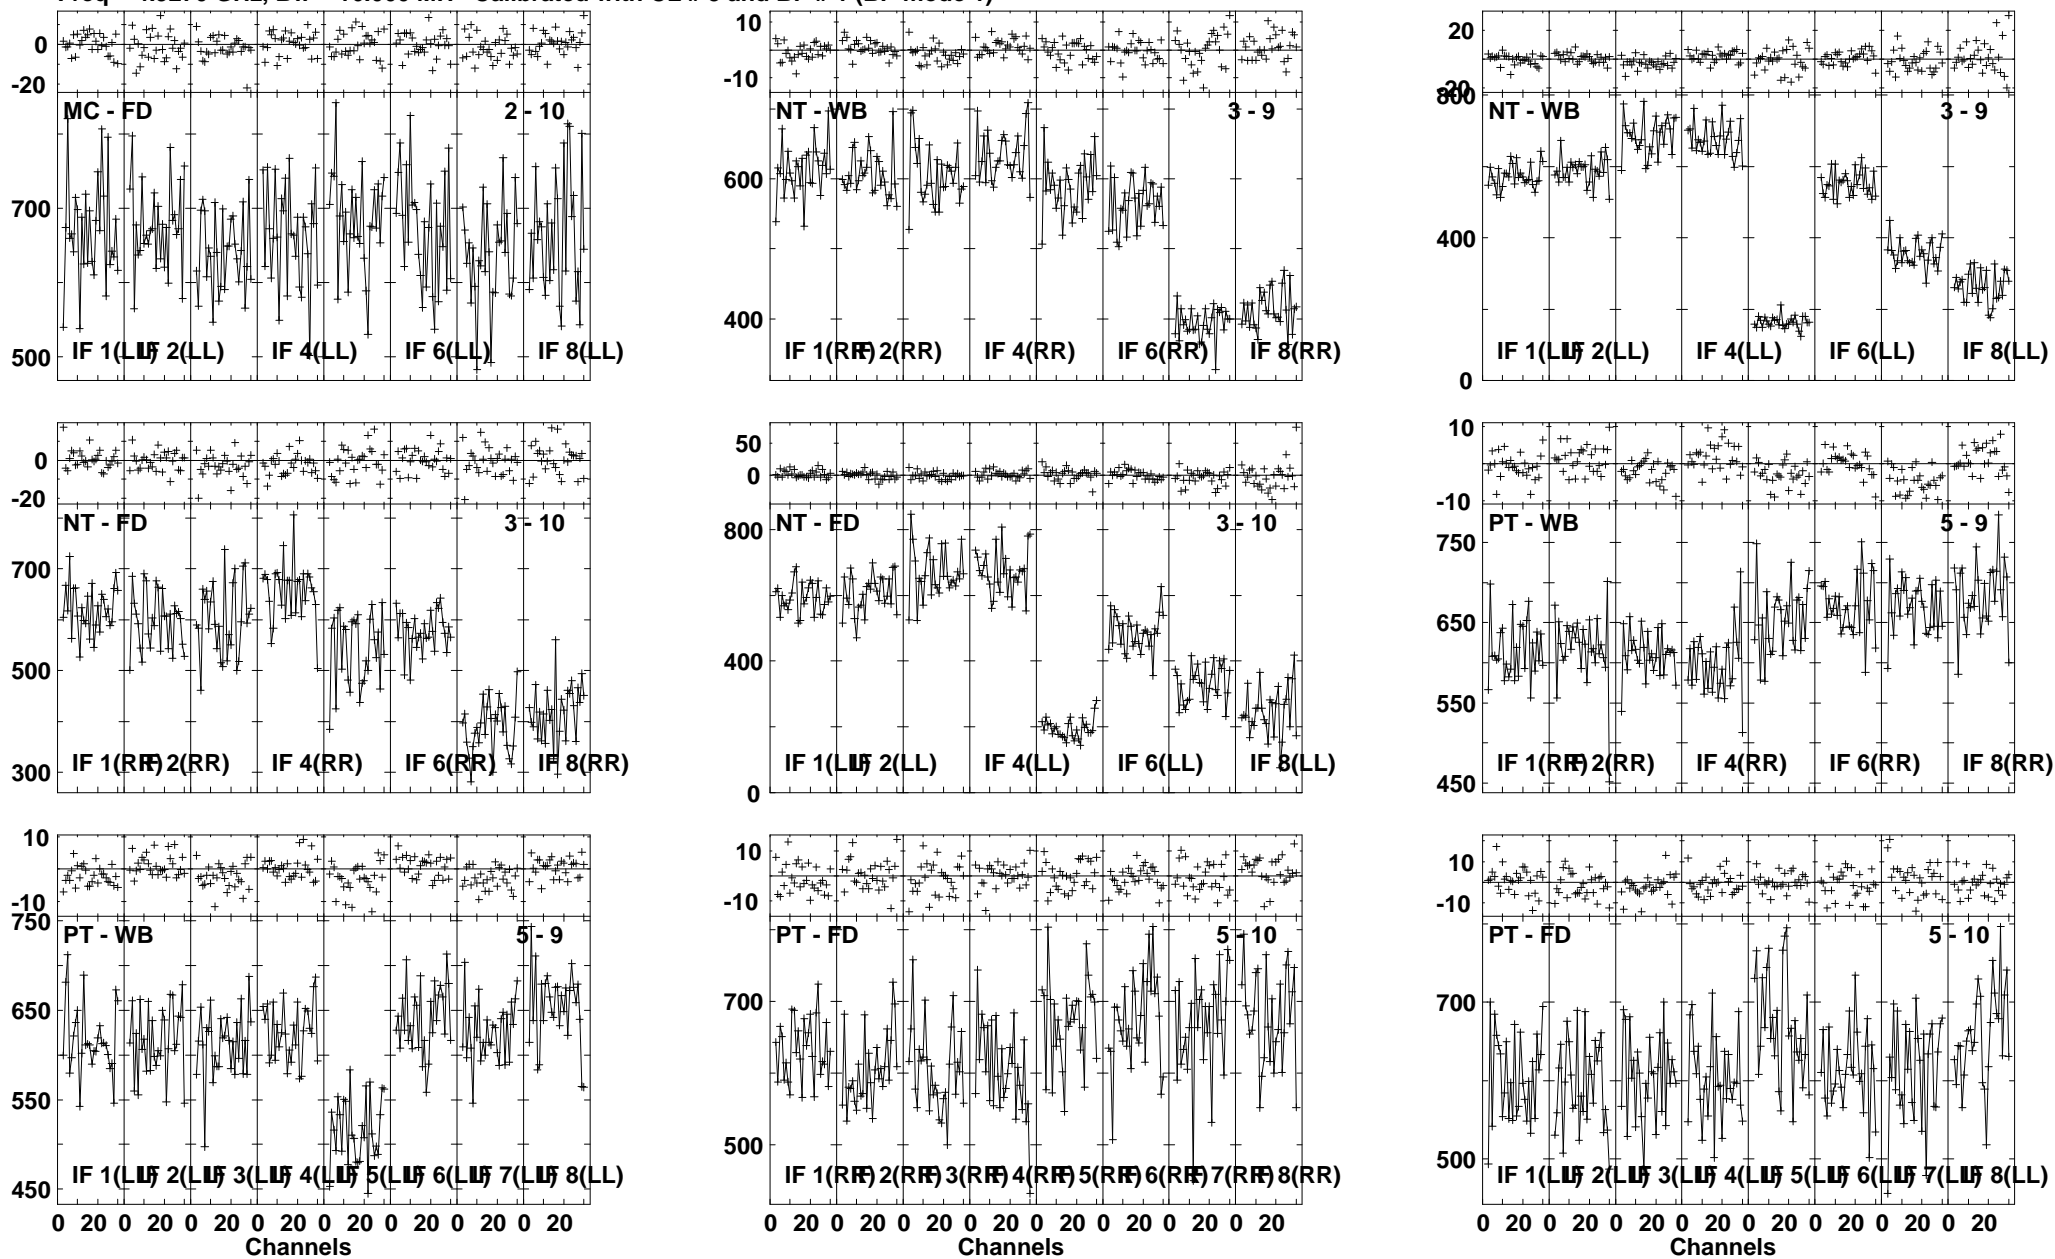 0
-20
MC - FD 2 - 10
700
500
IF 1(LL) IF 2(LL) IF 4(LL) IF 6(LL) IF 8(LL)
10
-10
NT - WB 3 - 9
600
400
IF 1(RR) IF 2(RR) IF 4(RR) IF 6(RR) IF 8(RR)
20
-20
800
NT - WB 3 - 9
400
0
IF 1(LL) IF 2(LL) IF 4(LL) IF 6(LL) IF 8(LL)
0
-20
NT - FD 3 - 10
700
500
300
IF 1(RR) IF 2(RR) IF 4(RR) IF 6(RR) IF 8(RR)
50
0
NT - FD 3 - 10
800
400
0
IF 1(LL) IF 2(LL) IF 4(LL) IF 6(LL) IF 8(LL)
10
-10
PT - WB 5 - 9
750
650
550
450
IF 1(RR) IF 2(RR) IF 4(RR) IF 6(RR) IF 8(RR)
10
-10
750
PT - WB 5 - 9
650
550
450
IF 1(LL) IF 2(LL) IF 3(LL) IF 4(LL) IF 5(LL) IF 6(LL) IF 7(LL) IF 8(LL)
0 20 0 20 0 20 0 20 0 20 0 20 0 20 0 20
Channels
10
-10
PT - FD 5 - 10
700
500
IF 1(RR) IF 2(RR) IF 3(RR) IF 4(RR) IF 5(RR) IF 6(RR) IF 7(RR) IF 8(RR)
0 20 0 20 0 20 0 20 0 20 0 20 0 20 0 20
Channels
10
-10
PT - FD 5 - 10
700
500
IF 1(LL) IF 2(LL) IF 3(LL) IF 4(LL) IF 5(LL) IF 6(LL) IF 7(LL) IF 8(LL)
0 20 0 20 0 20 0 20 0 20 0 20 0 20 0 20
Channels